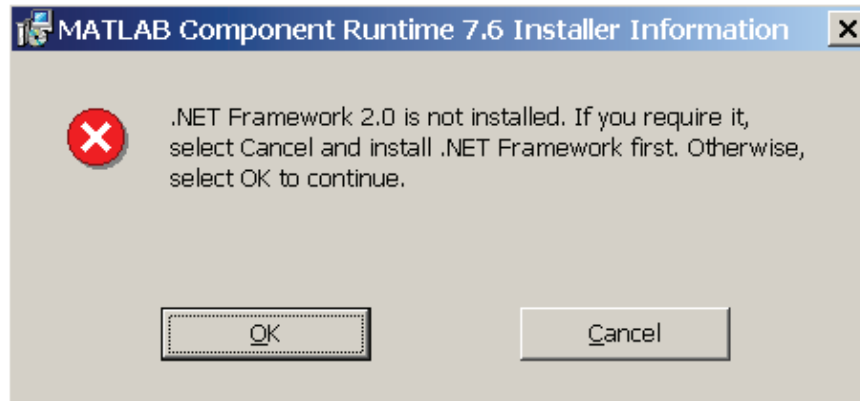 MATLAB Component Runtime 7.6 Installer Information
.NET Framework 2.0 is not installed. If you require it,
select Cancel and install .NET Framework first. Otherwise,
select OK to continue.
OK
Cancel